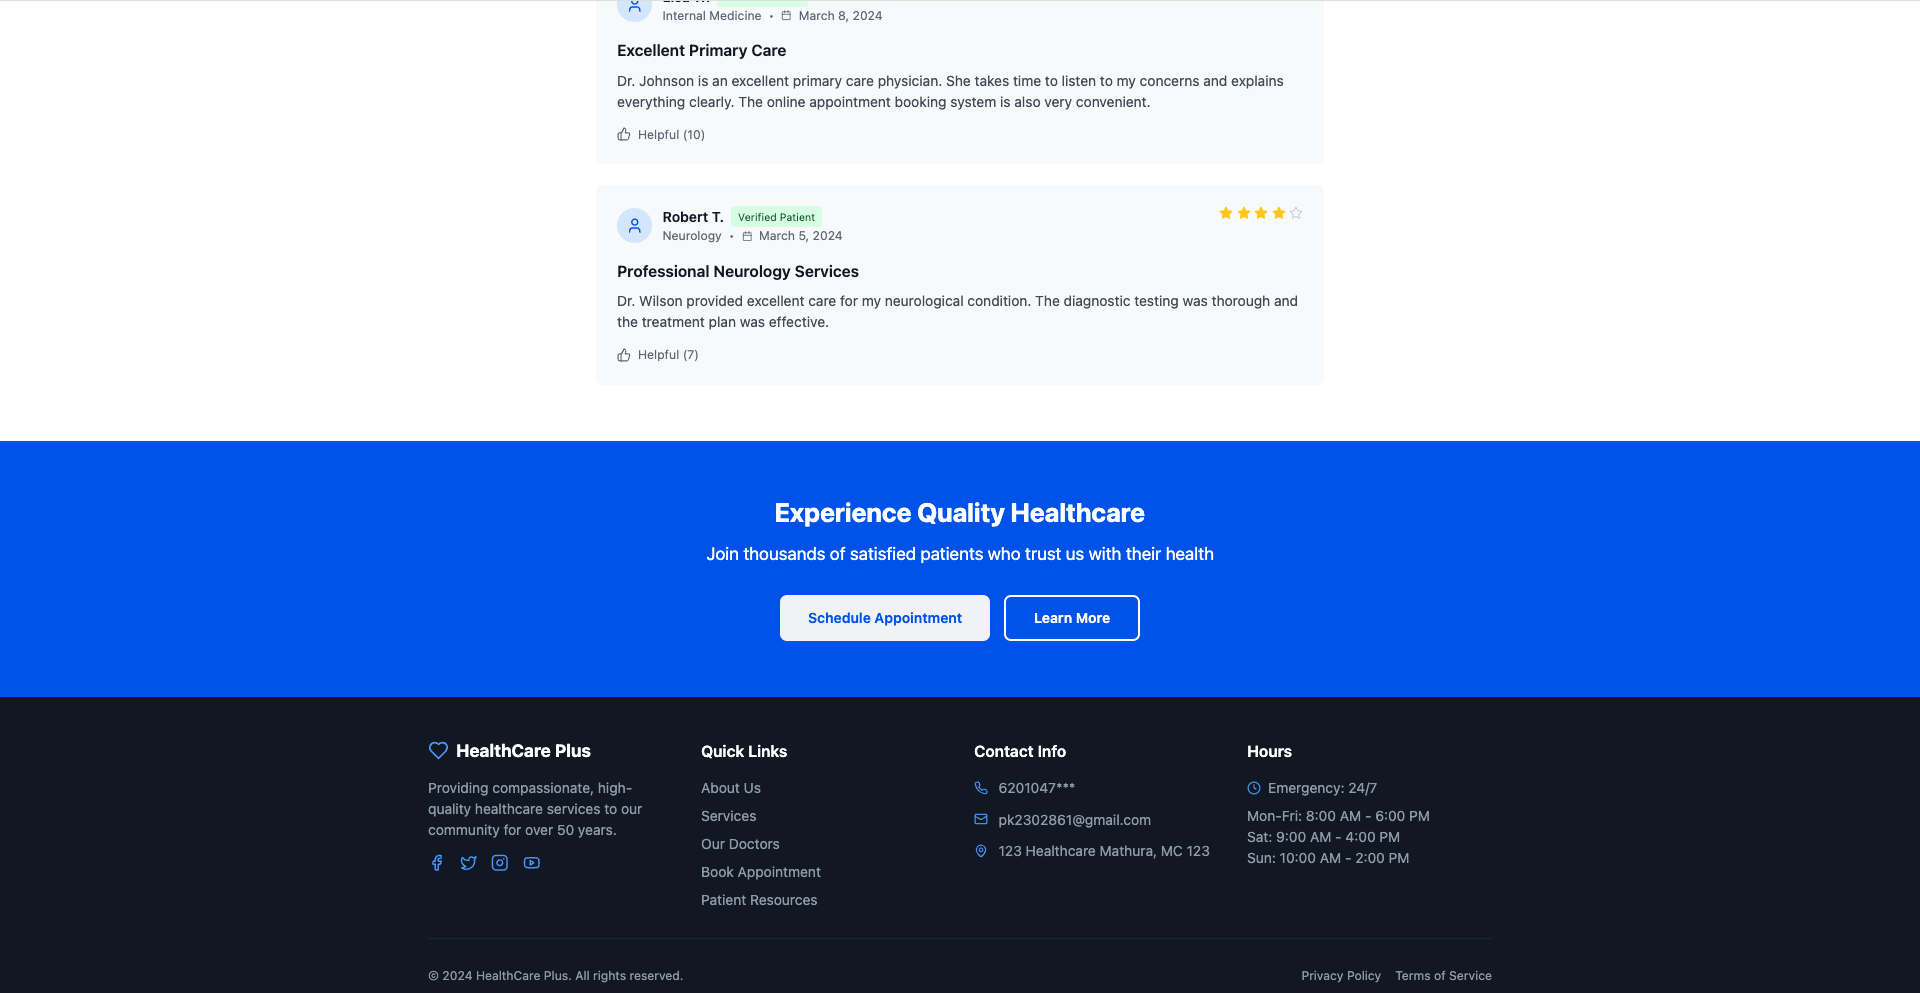 Internal Medicine • March 8, 2024
Excellent Primary Care
Dr. Johnson is an excellent primary care physician. She takes time to listen to my concerns and explains
everything clearly. The online appointment booking system is also very convenient.
Helpful (10)
Robert T. Verified Patient
Neurology • March 5, 2024
Professional Neurology Services
Dr. Wilson provided excellent care for my neurological condition. The diagnostic testing was thorough and
the treatment plan was effective.
Helpful (7)
Experience Quality Healthcare
Join thousands of satisfied patients who trust us with their health
Schedule Appointment
Learn More
HealthCare Plus
Providing compassionate, high-
quality healthcare services to our
community for over 50 years.
Quick Links
About Us
Services
Our Doctors
Book Appointment
Patient Resources
Contact Info
6201047***
pk2302861@gmail.com
123 Healthcare Mathura, MC 123
Hours
Emergency: 24/7
Mon-Fri: 8:00 AM - 6:00 PM
Sat: 9:00 AM - 4:00 PM
Sun: 10:00 AM - 2:00 PM
© 2024 HealthCare Plus. All rights reserved.
Privacy Policy Terms of Service